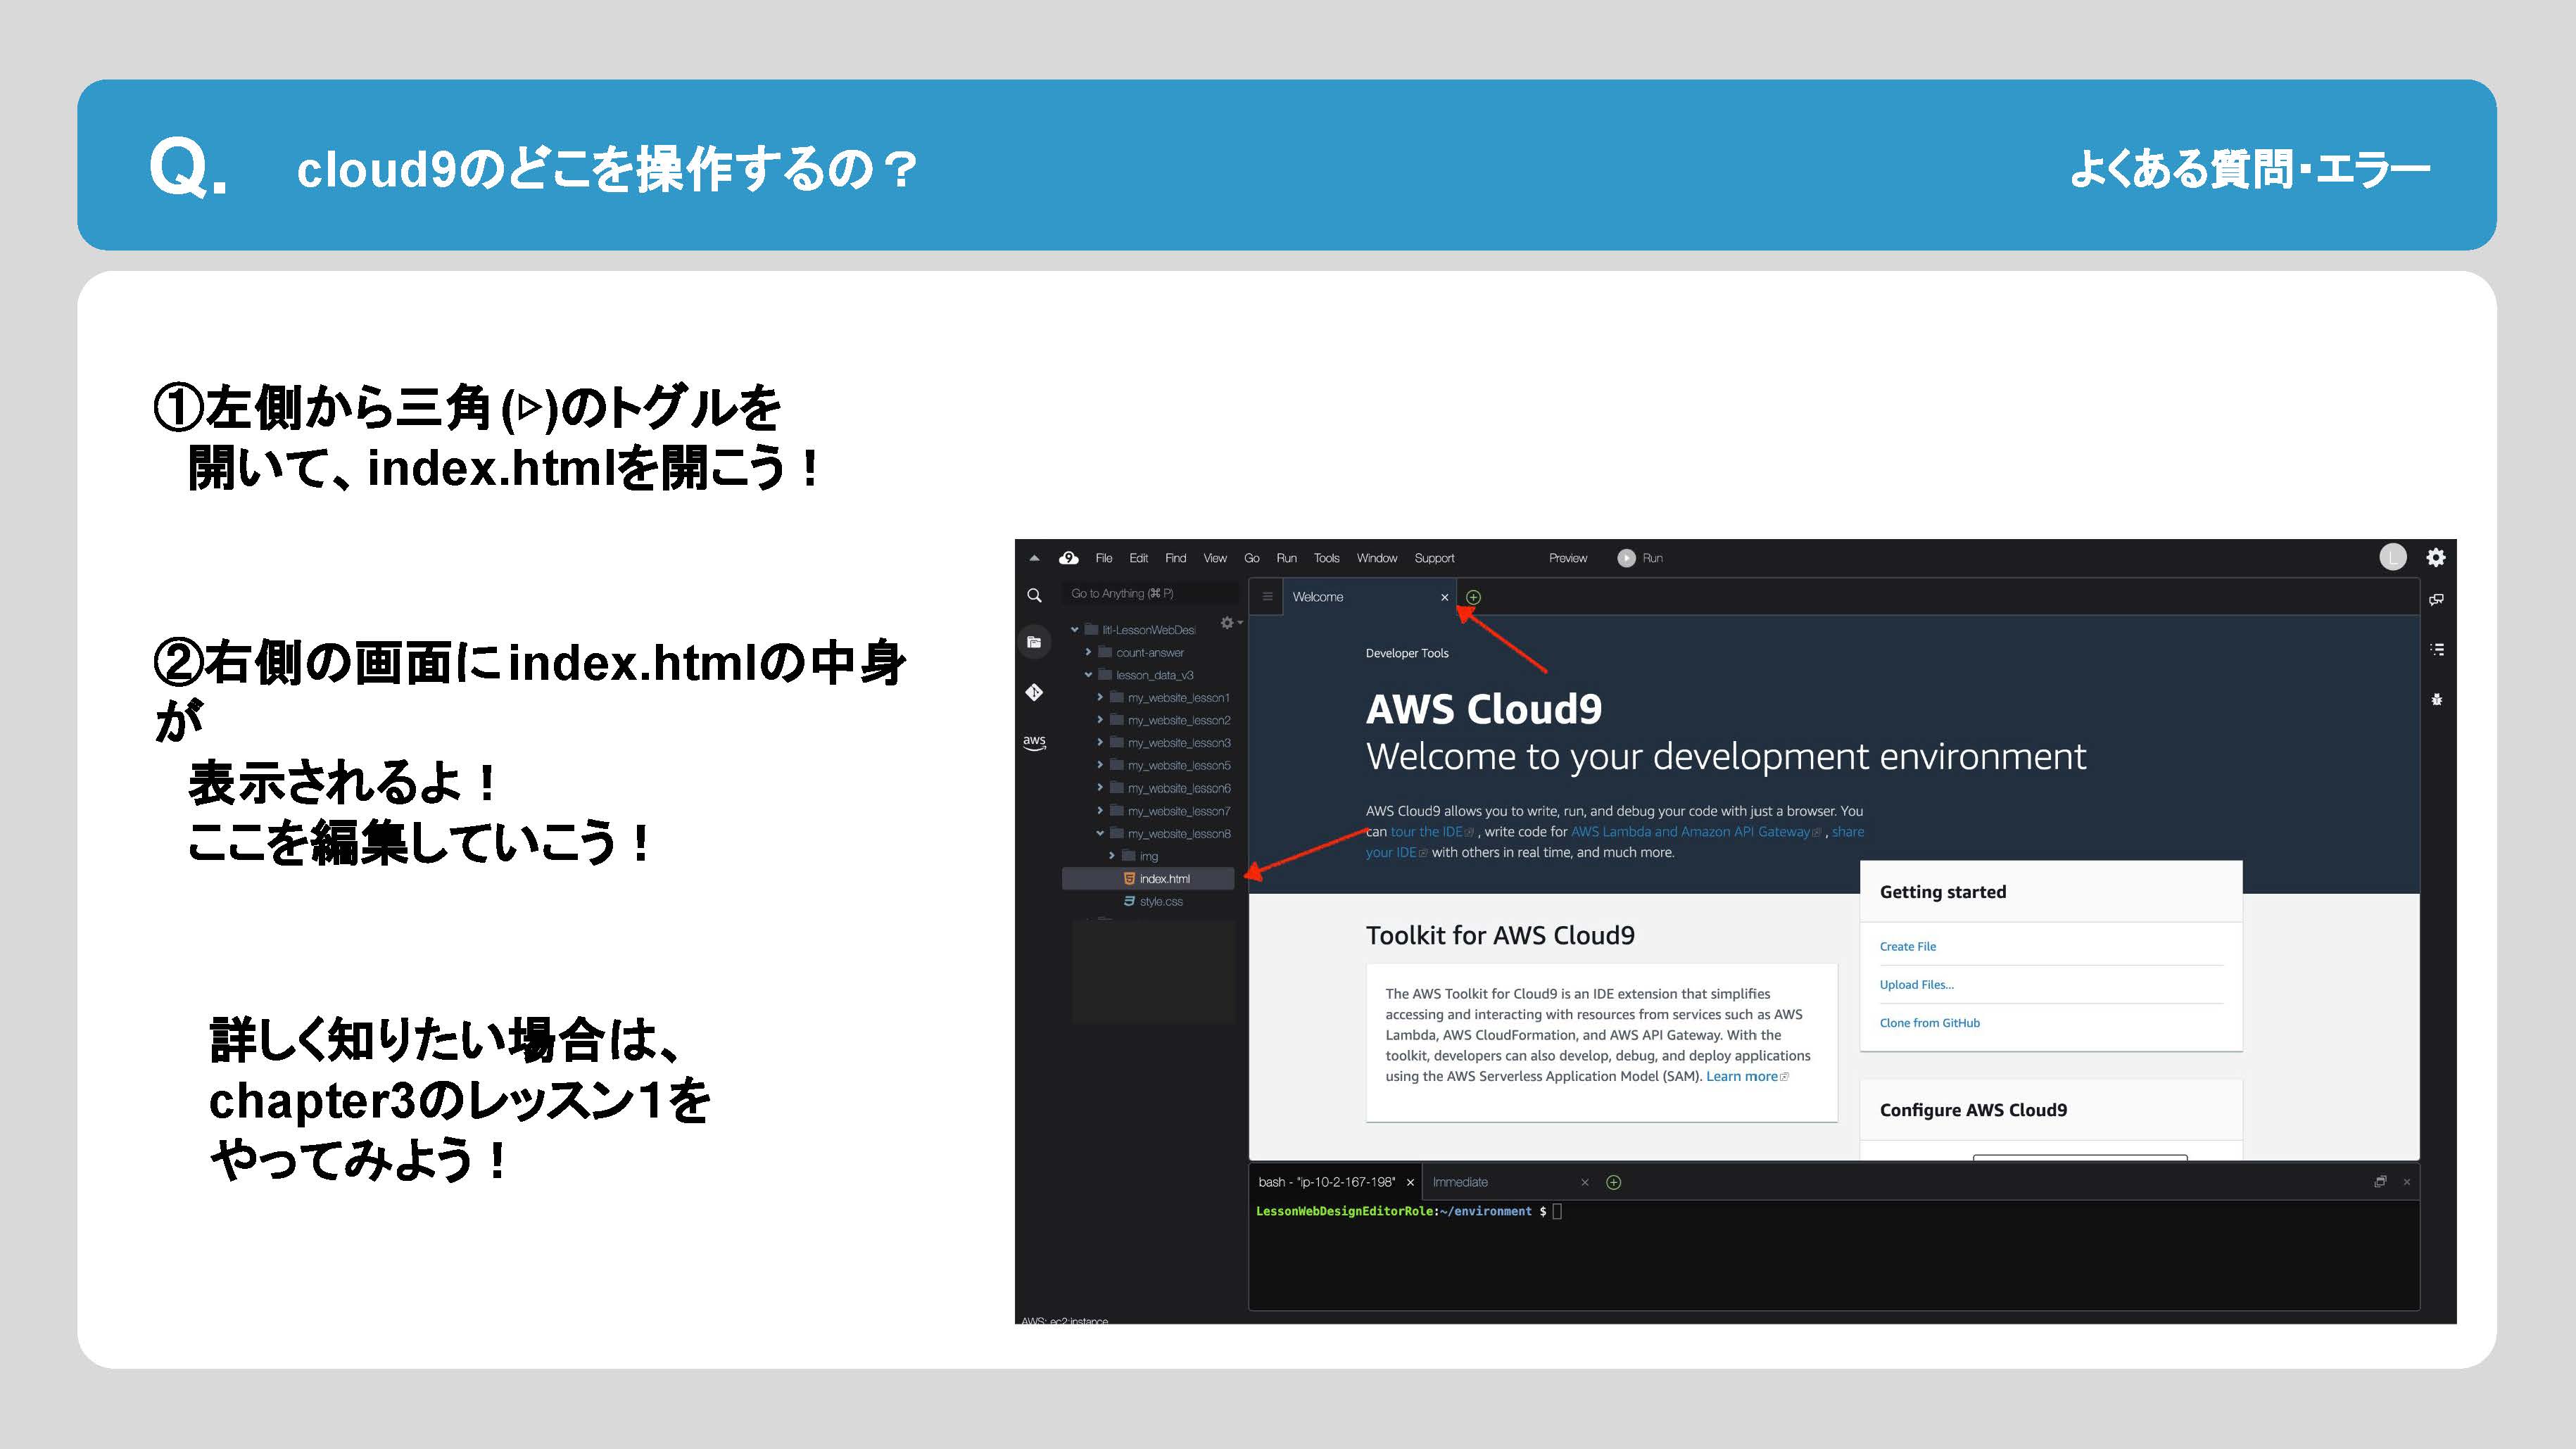 Q.
cloud9のどこを操作するの？
よくある質問・エラー
①左側から三角(▷)のトグルを
開いて、index.htmlを開こう！
②右側の画面にindex.htmlの中身
が
表示されるよ！
ここを編集していこう！
詳しく知りたい場合は、
chapter3のレッスン1を
やってみよう！
File Edit Find View Go Run Tools Window Support Preview Run
L
Go to Anything (⌘ P)
Welcome
litl-LessonWebDesi
count-answer
lesson_data_v3
my_website_lesson1
my_website_lesson2
my_website_lesson3
my_website_lesson5
my_website_lesson6
my_website_lesson7
my_website_lesson8
img
index.html
style.css
aws
Developer Tools
AWS Cloud9
Welcome to your development environment
AWS Cloud9 allows you to write, run, and debug your code with just a browser. You
can tour the IDE , write code for AWS Lambda and Amazon API Gateway , share
your IDE with others in real time, and much more.
Toolkit for AWS Cloud9
The AWS Toolkit for Cloud9 is an IDE extension that simplifies
accessing and interacting with resources from services such as AWS
Lambda, AWS CloudFormation, and AWS API Gateway. With the
toolkit, developers can also develop, debug, and deploy applications
using the AWS Serverless Application Model (SAM). Learn more
Getting started
Create File
Upload Files...
Clone from GitHub
Configure AWS Cloud9
bash - "ip-10-2-167-198"
Immediate
LessonWebDesignEditorRole:~/environment $
AWS: ec2:instance